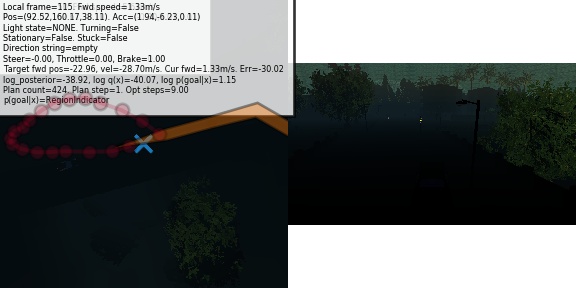 Local frame=115: Fwd speed=1.33m/s
Pos=(92.52,160.17,38.11). Acc=(1.94,-6.23,0.11)
Light state=NONE. Turning=False
Stationary=False. Stuck=False
Direction string=empty
Steer=-0.00, Throttle=0.00, Brake=1.00
Target fwd pos=-22.96, vel=-28.70m/s. Cur fwd=1.33m/s. Err=-30.02
log_posterior=-38.92, log q(x)=-40.07, log p(goal|x)=1.15
Plan count=424. Plan step=1. Opt steps=9.00
p(goal|x)=RegionIndicator